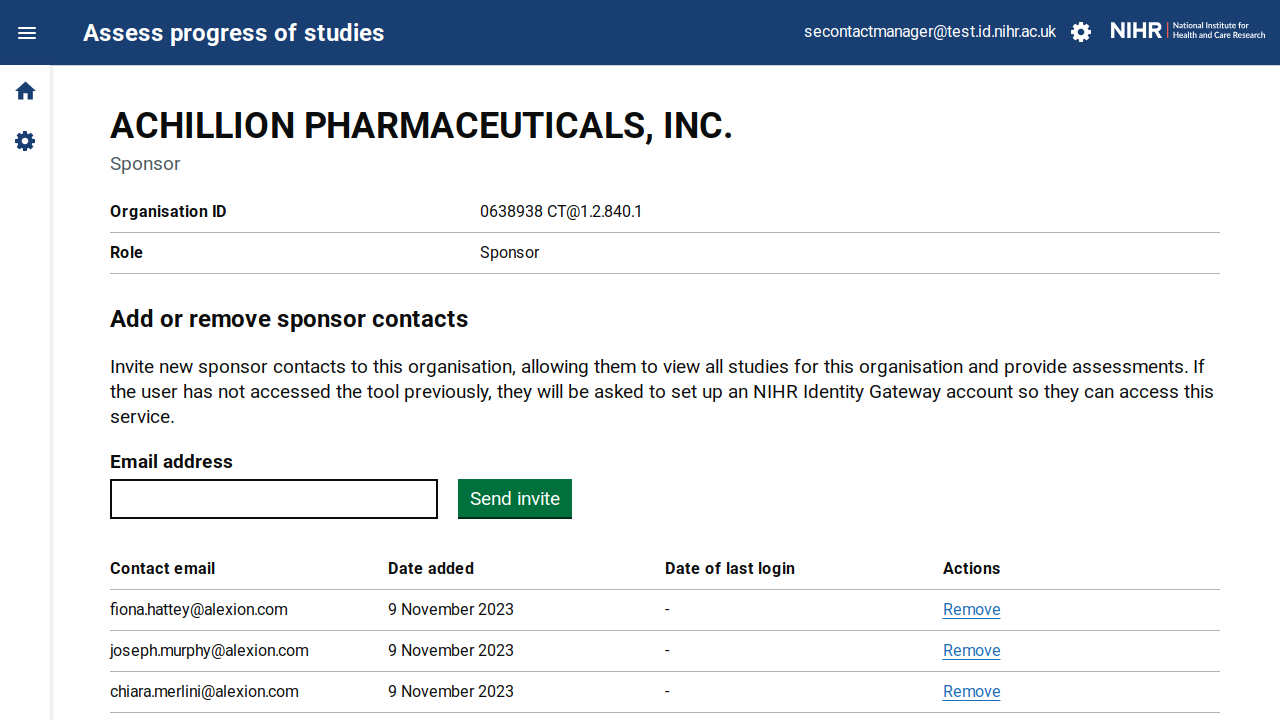 Assess progress of studies
secontactmanager@test.id.nihr.ac.uk
NIHR | National Institute for
Health and Care Research
ACHILLION PHARMACEUTICALS, INC.
Sponsor
Organisation ID 0638938 CT@1.2.840.1
Role Sponsor
Add or remove sponsor contacts
Invite new sponsor contacts to this organisation, allowing them to view all studies for this organisation and provide assessments. If
the user has not accessed the tool previously, they will be asked to set up an NIHR Identity Gateway account so they can access this
service.
Email address
Send invite
Contact email Date added Date of last login Actions
fiona.hattey@alexion.com 9 November 2023 - Remove
joseph.murphy@alexion.com 9 November 2023 - Remove
chiara.merlini@alexion.com 9 November 2023 - Remove